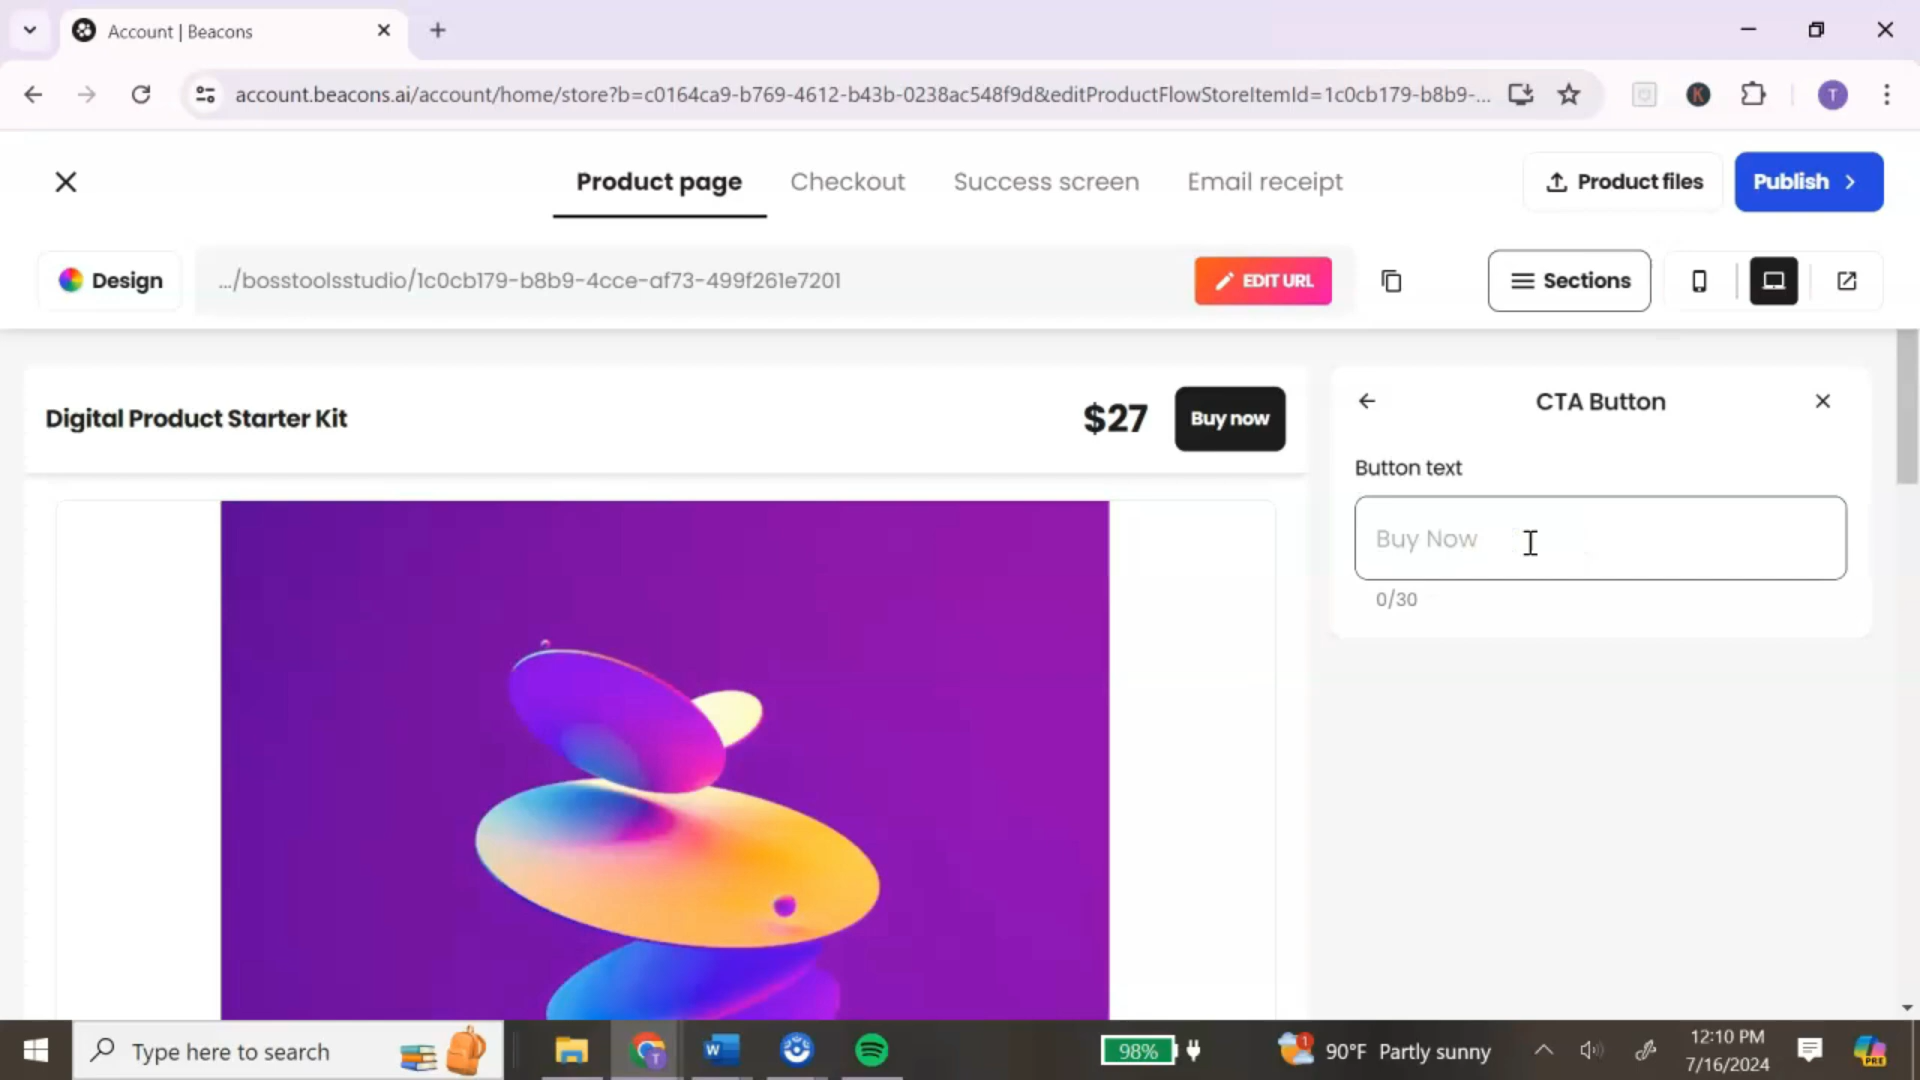 Account | Beacons
account.beacons.ai/account/home/store?b=c0164ca9-b769-4612-b43b-0238ac548f9d&editProductFlowStoreItemId=1c0cb179-b8b9-...
K
T
Product page
Checkout
Success screen
Email receipt
Product files
Publish
Design
.../bosstoolsstudio/1c0cb179-b8b9-4cce-af73-499f261e7201
EDIT URL
Sections
Digital Product Starter Kit
$27
Buy now
CTA Button
Button text
Buy Now
0/30
Type here to search
T
W
98%
1
90°F Partly sunny
12:10 PM
7/16/2024
PRE